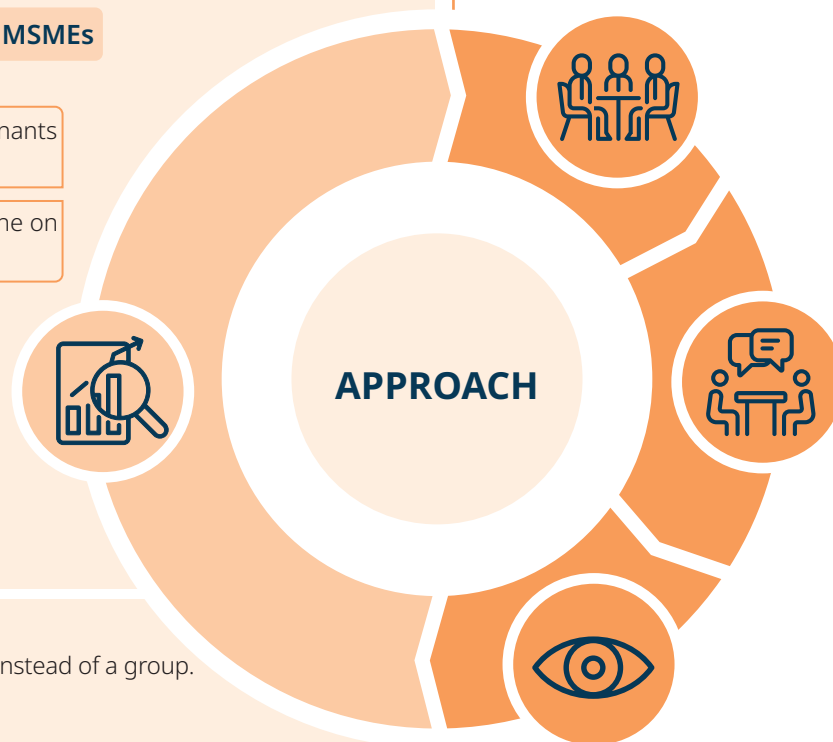 MSMEs
nants
ne on
APPROACH
nstead of a group.